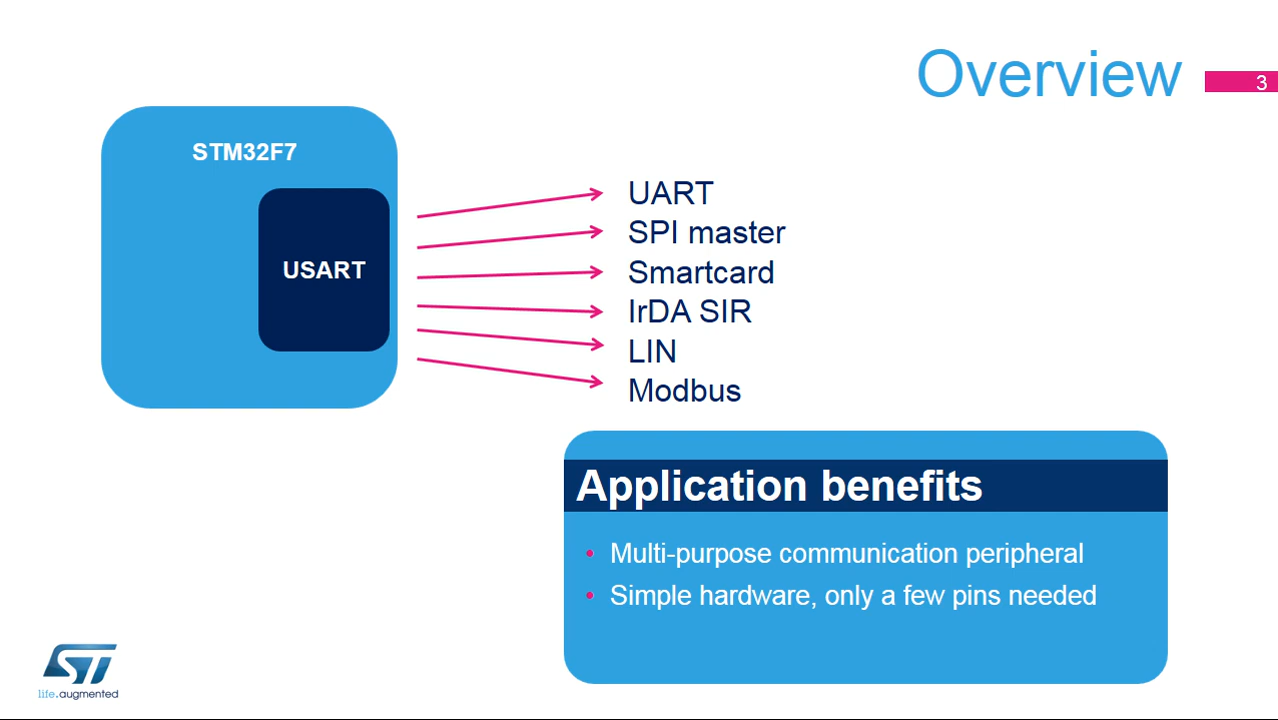 Overview
3
STM32F7
USART
UART
SPI master
Smartcard
IrDA SIR
LIN
Modbus
Application benefits
• Multi-purpose communication peripheral
• Simple hardware, only a few pins needed
ST
life.augmented